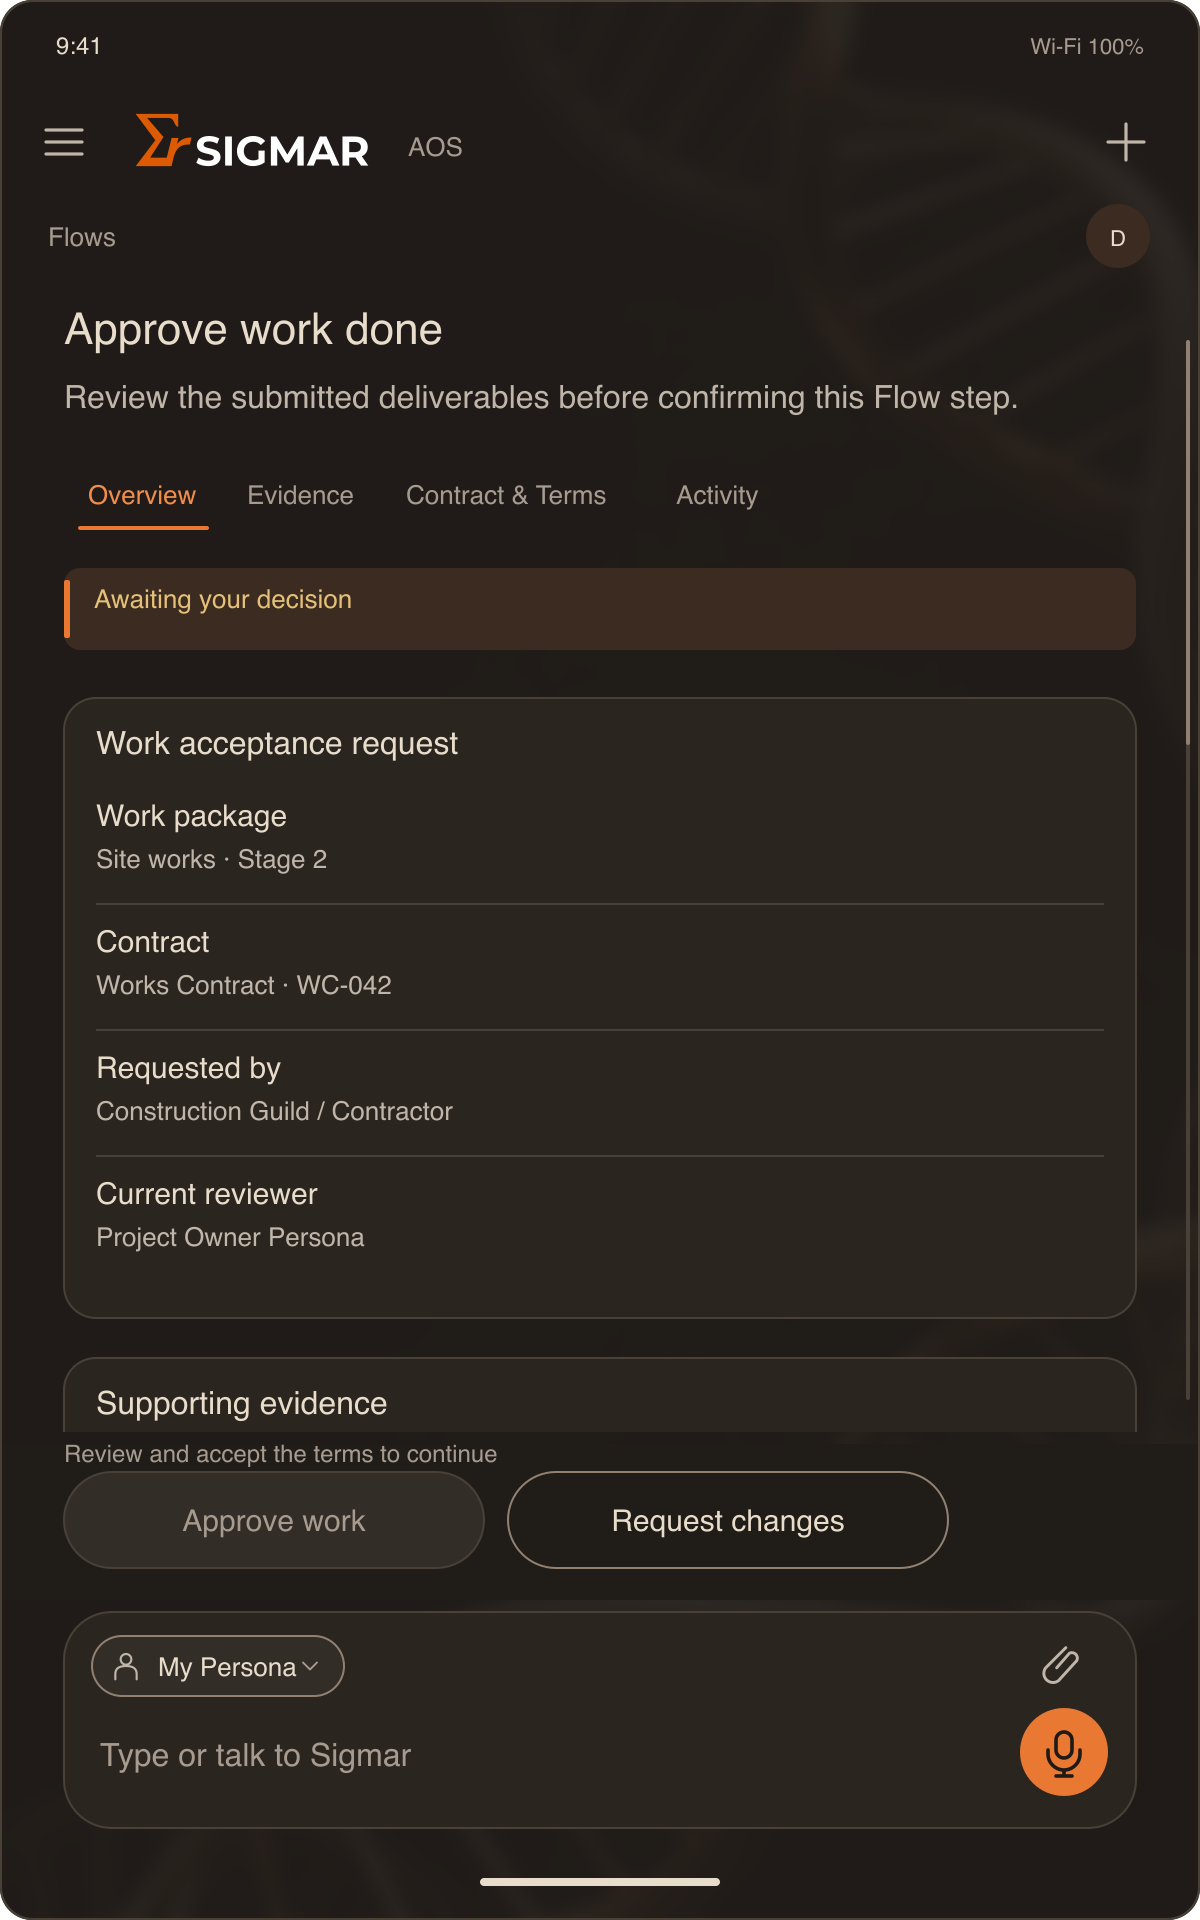 9:41
Wi-Fi 100%
Σr SIGMAR AOS
Flows
D
Approve work done
Review the submitted deliverables before confirming this Flow step.
Overview Evidence Contract & Terms Activity
Awaiting your decision
Work acceptance request
Work package
Site works · Stage 2
Contract
Works Contract · WC-042
Requested by
Construction Guild / Contractor
Current reviewer
Project Owner Persona
Supporting evidence
Review and accept the terms to continue
Approve work
Request changes
My Persona
Type or talk to Sigmar